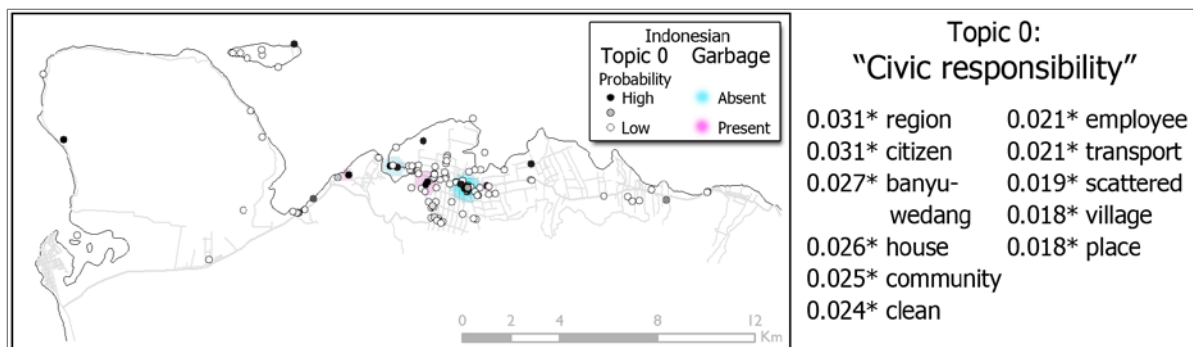 Indonesian
Topic 0 Garbage
Probability
High Absent
Low Present
0 2 4 8 12
Km
Topic 0:
“Civic responsibility”
0.031* region 0.021* employee
0.031* citizen 0.021* transport
0.027* banyu- 0.019* scattered
wedang 0.018* village
0.026* house 0.018* place
0.025* community
0.024* clean